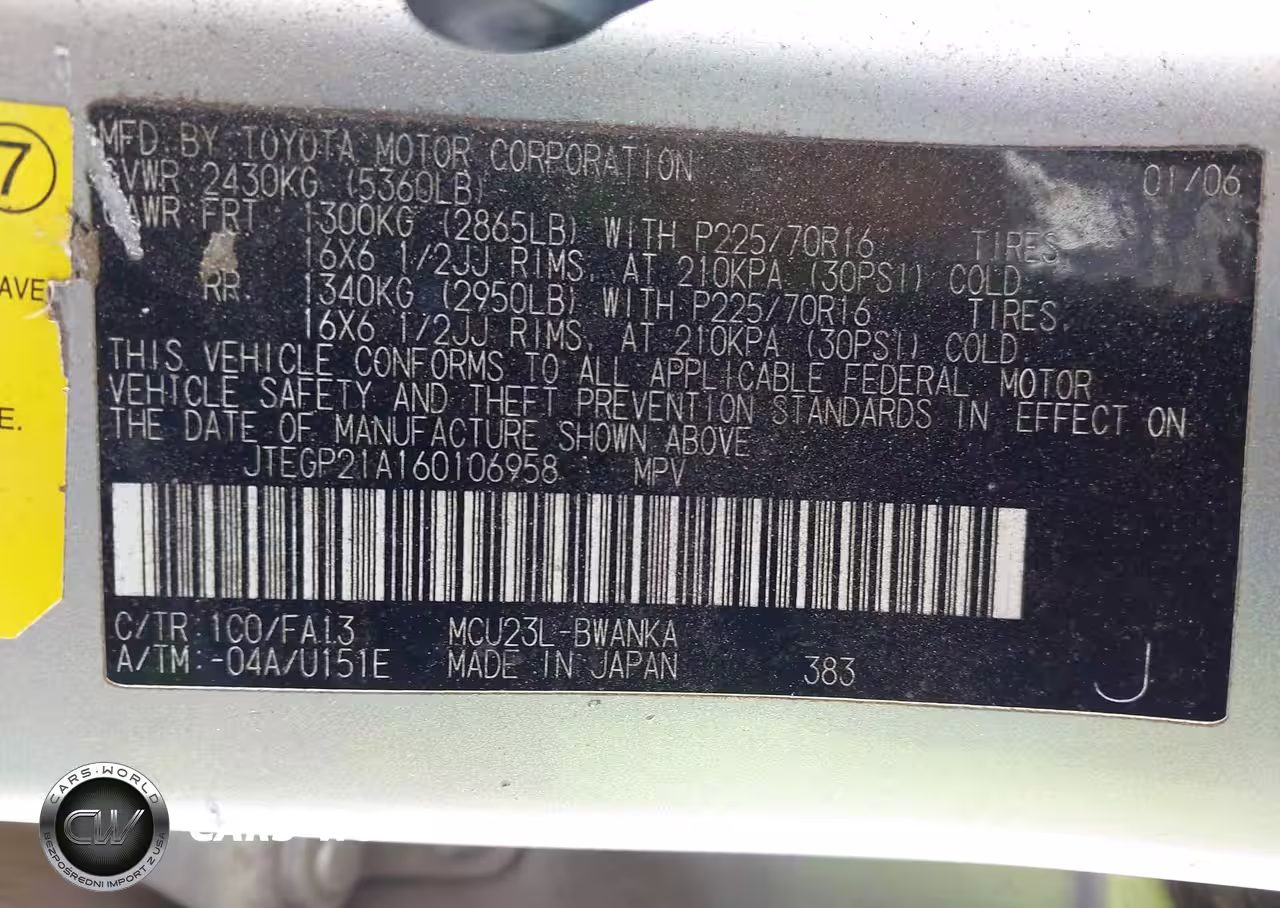 7
AVE
E.
MFD. BY TOYOTA MOTOR CORPORATION 01/06
GVWR 2430KG (5360LB)
GAWR FRT 1300KG (2865LB) WITH P225/70R16 TIRES,
16X6 1/2JJ RIMS, AT 210KPA (30PSI) COLD.
RR. 1340KG (2950LB) WITH P225/70R16 TIRES,
16X6 1/2JJ RIMS, AT 210KPA (30PSI) COLD.
THIS VEHICLE CONFORMS TO ALL APPLICABLE FEDERAL MOTOR
VEHICLE SAFETY AND THEFT PREVENTION STANDARDS IN EFFECT ON
THE DATE OF MANUFACTURE SHOWN ABOVE
JTEGP21A160106958 MPV
C/TR: 1C0/FA13 MCU23L-BWANKA
A/TM: -04A/U151E MADE IN JAPAN 383 J
CARS-WORLD
CW
BEZPOŚREDNI IMPORT Z USA